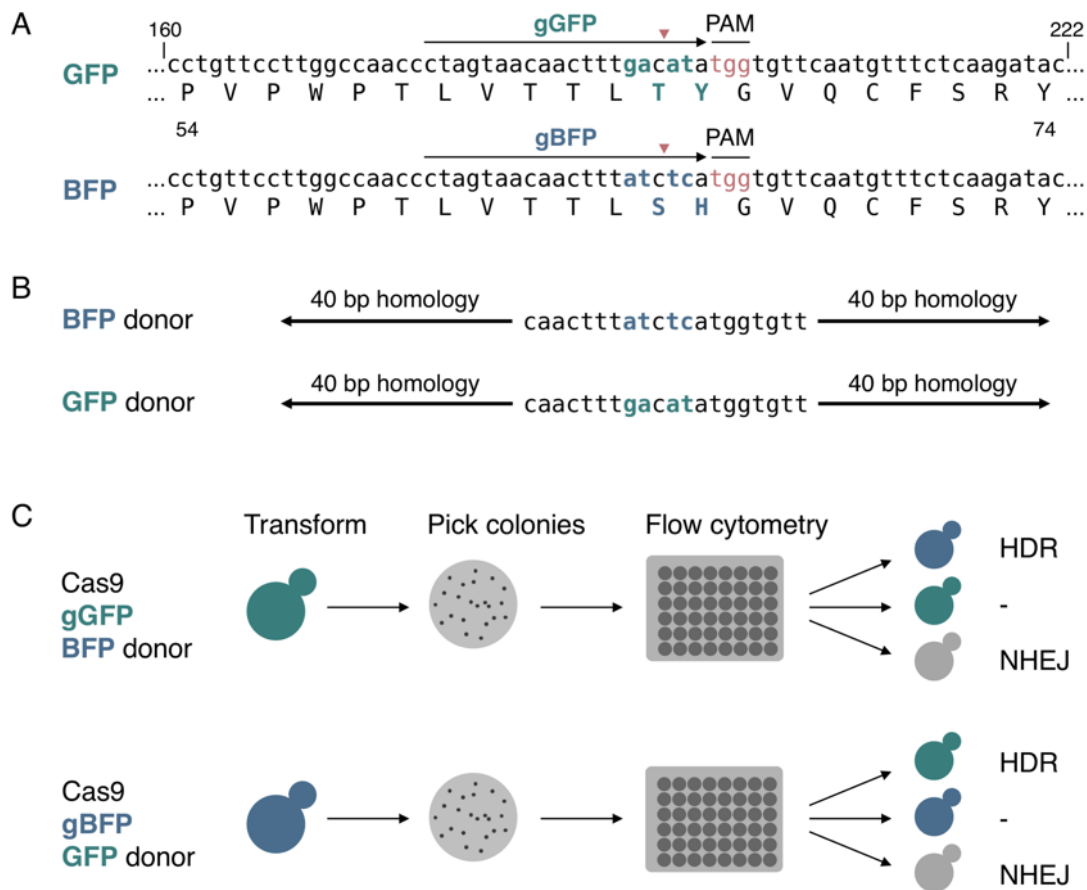 A
gGFP PAM
160 222
GFP ...cctgttccttggccaaccctagtaacaactttgacatatggtgttcaatgtttctcaagatac...
... P V P W P T L V T T L T Y G V Q C F S R Y ...
54 74
gBFP PAM
BFP ...cctgttccttggccaaccctagtaacaactttatctcatggtgttcaatgtttctcaagatac...
... P V P W P T L V T T L S H G V Q C F S R Y ...
B
40 bp homology 40 bp homology
BFP donor caactttatctcatggtgtt
40 bp homology 40 bp homology
GFP donor caactttgacatatggtgtt
C
Transform Pick colonies Flow cytometry
Cas9
gGFP
BFP donor
HDR
-
NHEJ
Cas9
gBFP
GFP donor
HDR
-
NHEJ